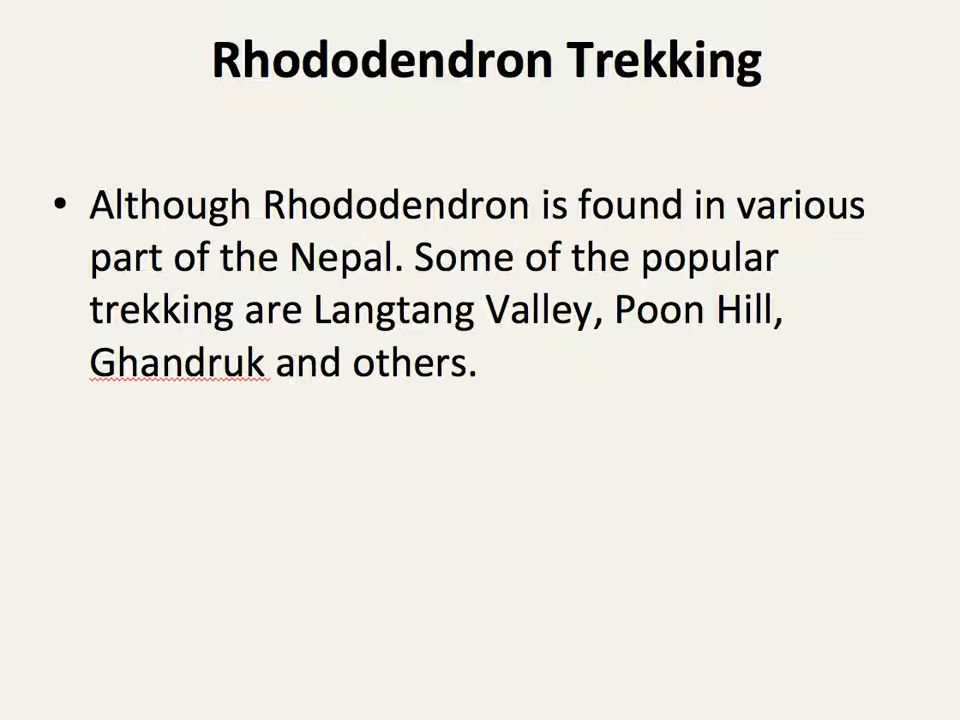 Rhododendron Trekking
• Although Rhododendron is found in various
part of the Nepal. Some of the popular
trekking are Langtang Valley, Poon Hill,
Ghandruk and others.